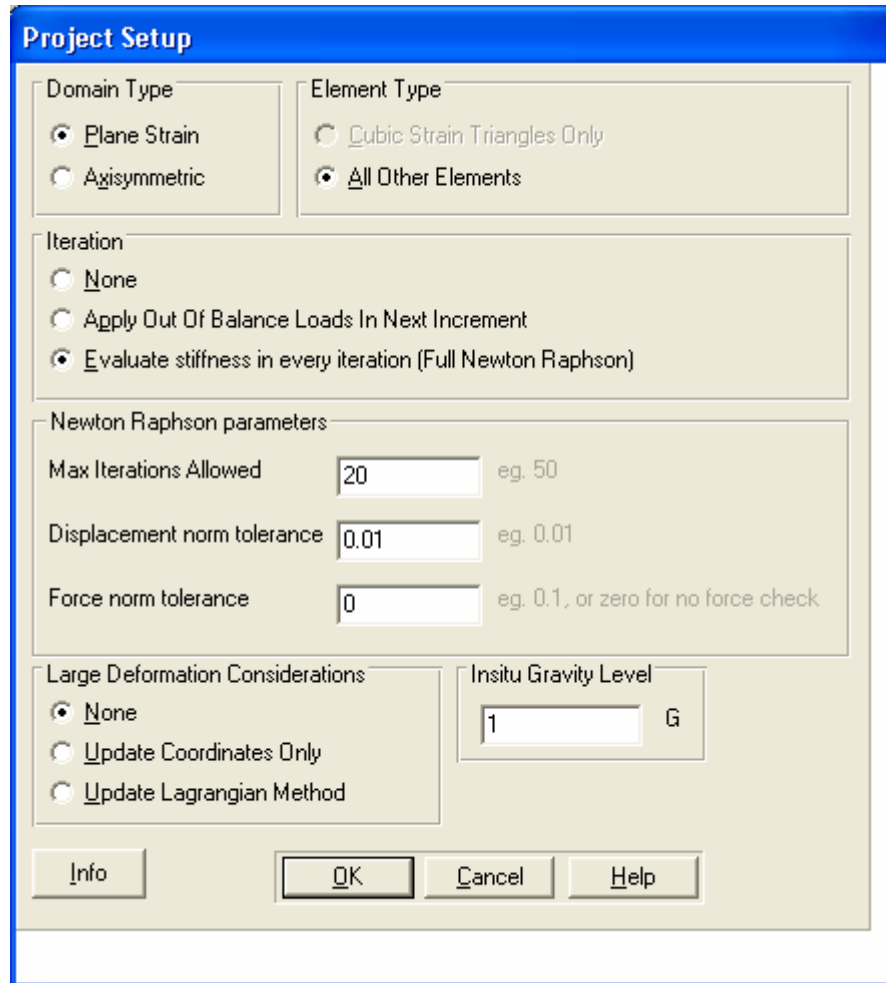 Project Setup
Domain Type
Plane Strain
Axisymmetric
Element Type
Cubic Strain Triangles Only
All Other Elements
Iteration
None
Apply Out Of Balance Loads In Next Increment
Evaluate stiffness in every iteration (Full Newton Raphson)
Newton Raphson parameters
Max Iterations Allowed 20 eg. 50
Displacement norm tolerance 0.01 eg. 0.01
Force norm tolerance 0 eg. 0.1, or zero for no force check
Large Deformation Considerations
None
Update Coordinates Only
Update Lagrangian Method
Insitu Gravity Level
1 G
Info OK Cancel Help